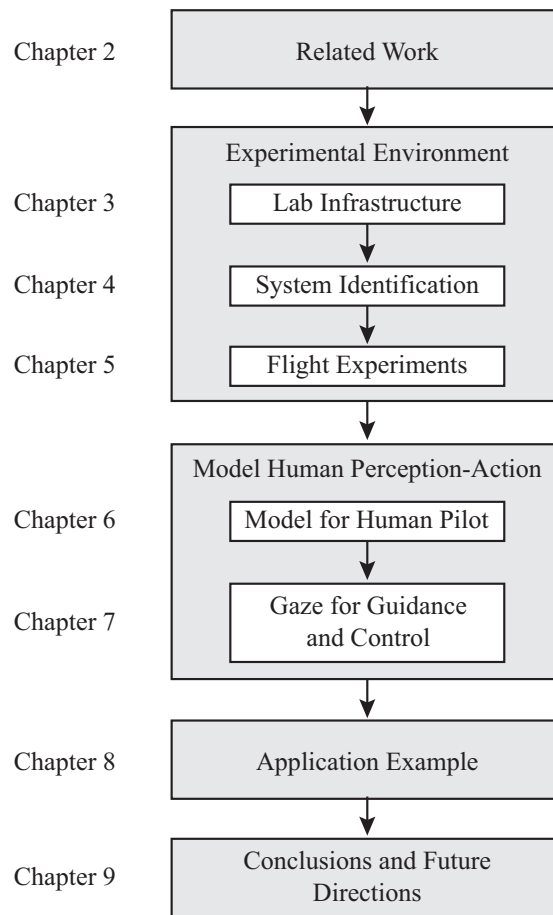 Chapter 2
Related Work
Experimental Environment
Chapter 3
Lab Infrastructure
Chapter 4
System Identification
Chapter 5
Flight Experiments
Model Human Perception-Action
Chapter 6
Model for Human Pilot
Chapter 7
Gaze for Guidance
and Control
Chapter 8
Application Example
Chapter 9
Conclusions and Future
Directions